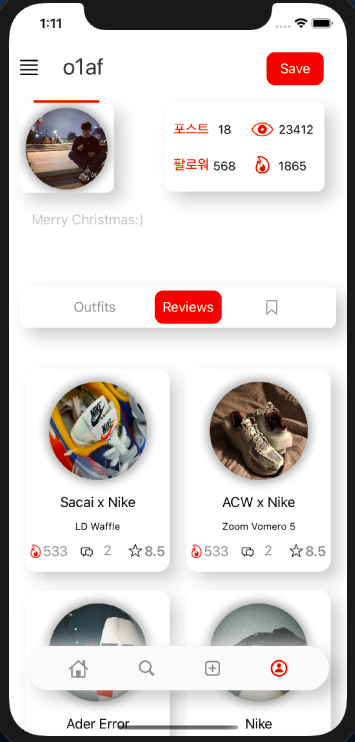 1:11
o1af
Save
포스트 18 23412
팔로워 568 1865
Merry Christmas:)
Outfits Reviews
NIKE
Sacai x Nike ACW x Nike
LD Waffle Zoom Vomero 5
533 2 8.5 533 2 8.5
Ader Error Nike